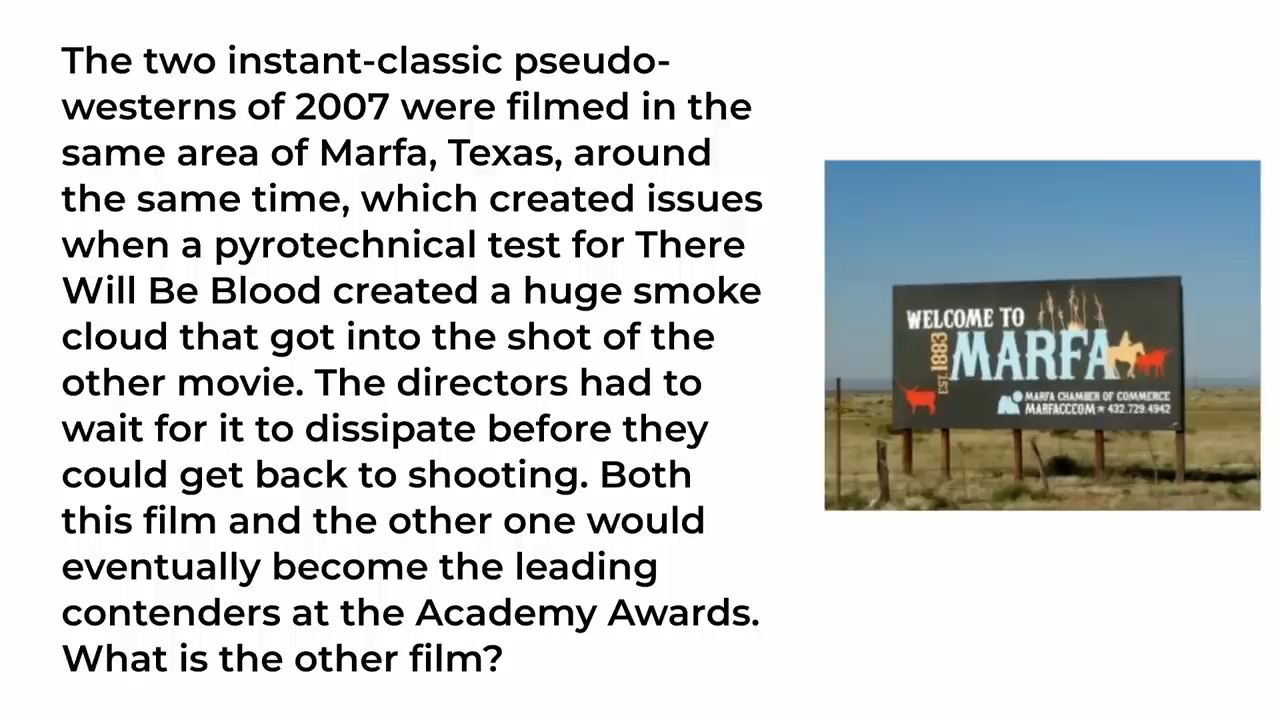 The two instant-classic pseudo-
westerns of 2007 were filmed in the
same area of Marfa, Texas, around
the same time, which created issues
when a pyrotechnical test for There
Will Be Blood created a huge smoke
cloud that got into the shot of the
other movie. The directors had to
wait for it to dissipate before they
could get back to shooting. Both
this film and the other one would
eventually become the leading
contenders at the Academy Awards.
What is the other film?
WELCOME TO
EST. 1883
MARFA
MARFA CHAMBER OF COMMERCE
MARFACC.COM ★ 432.729.4942